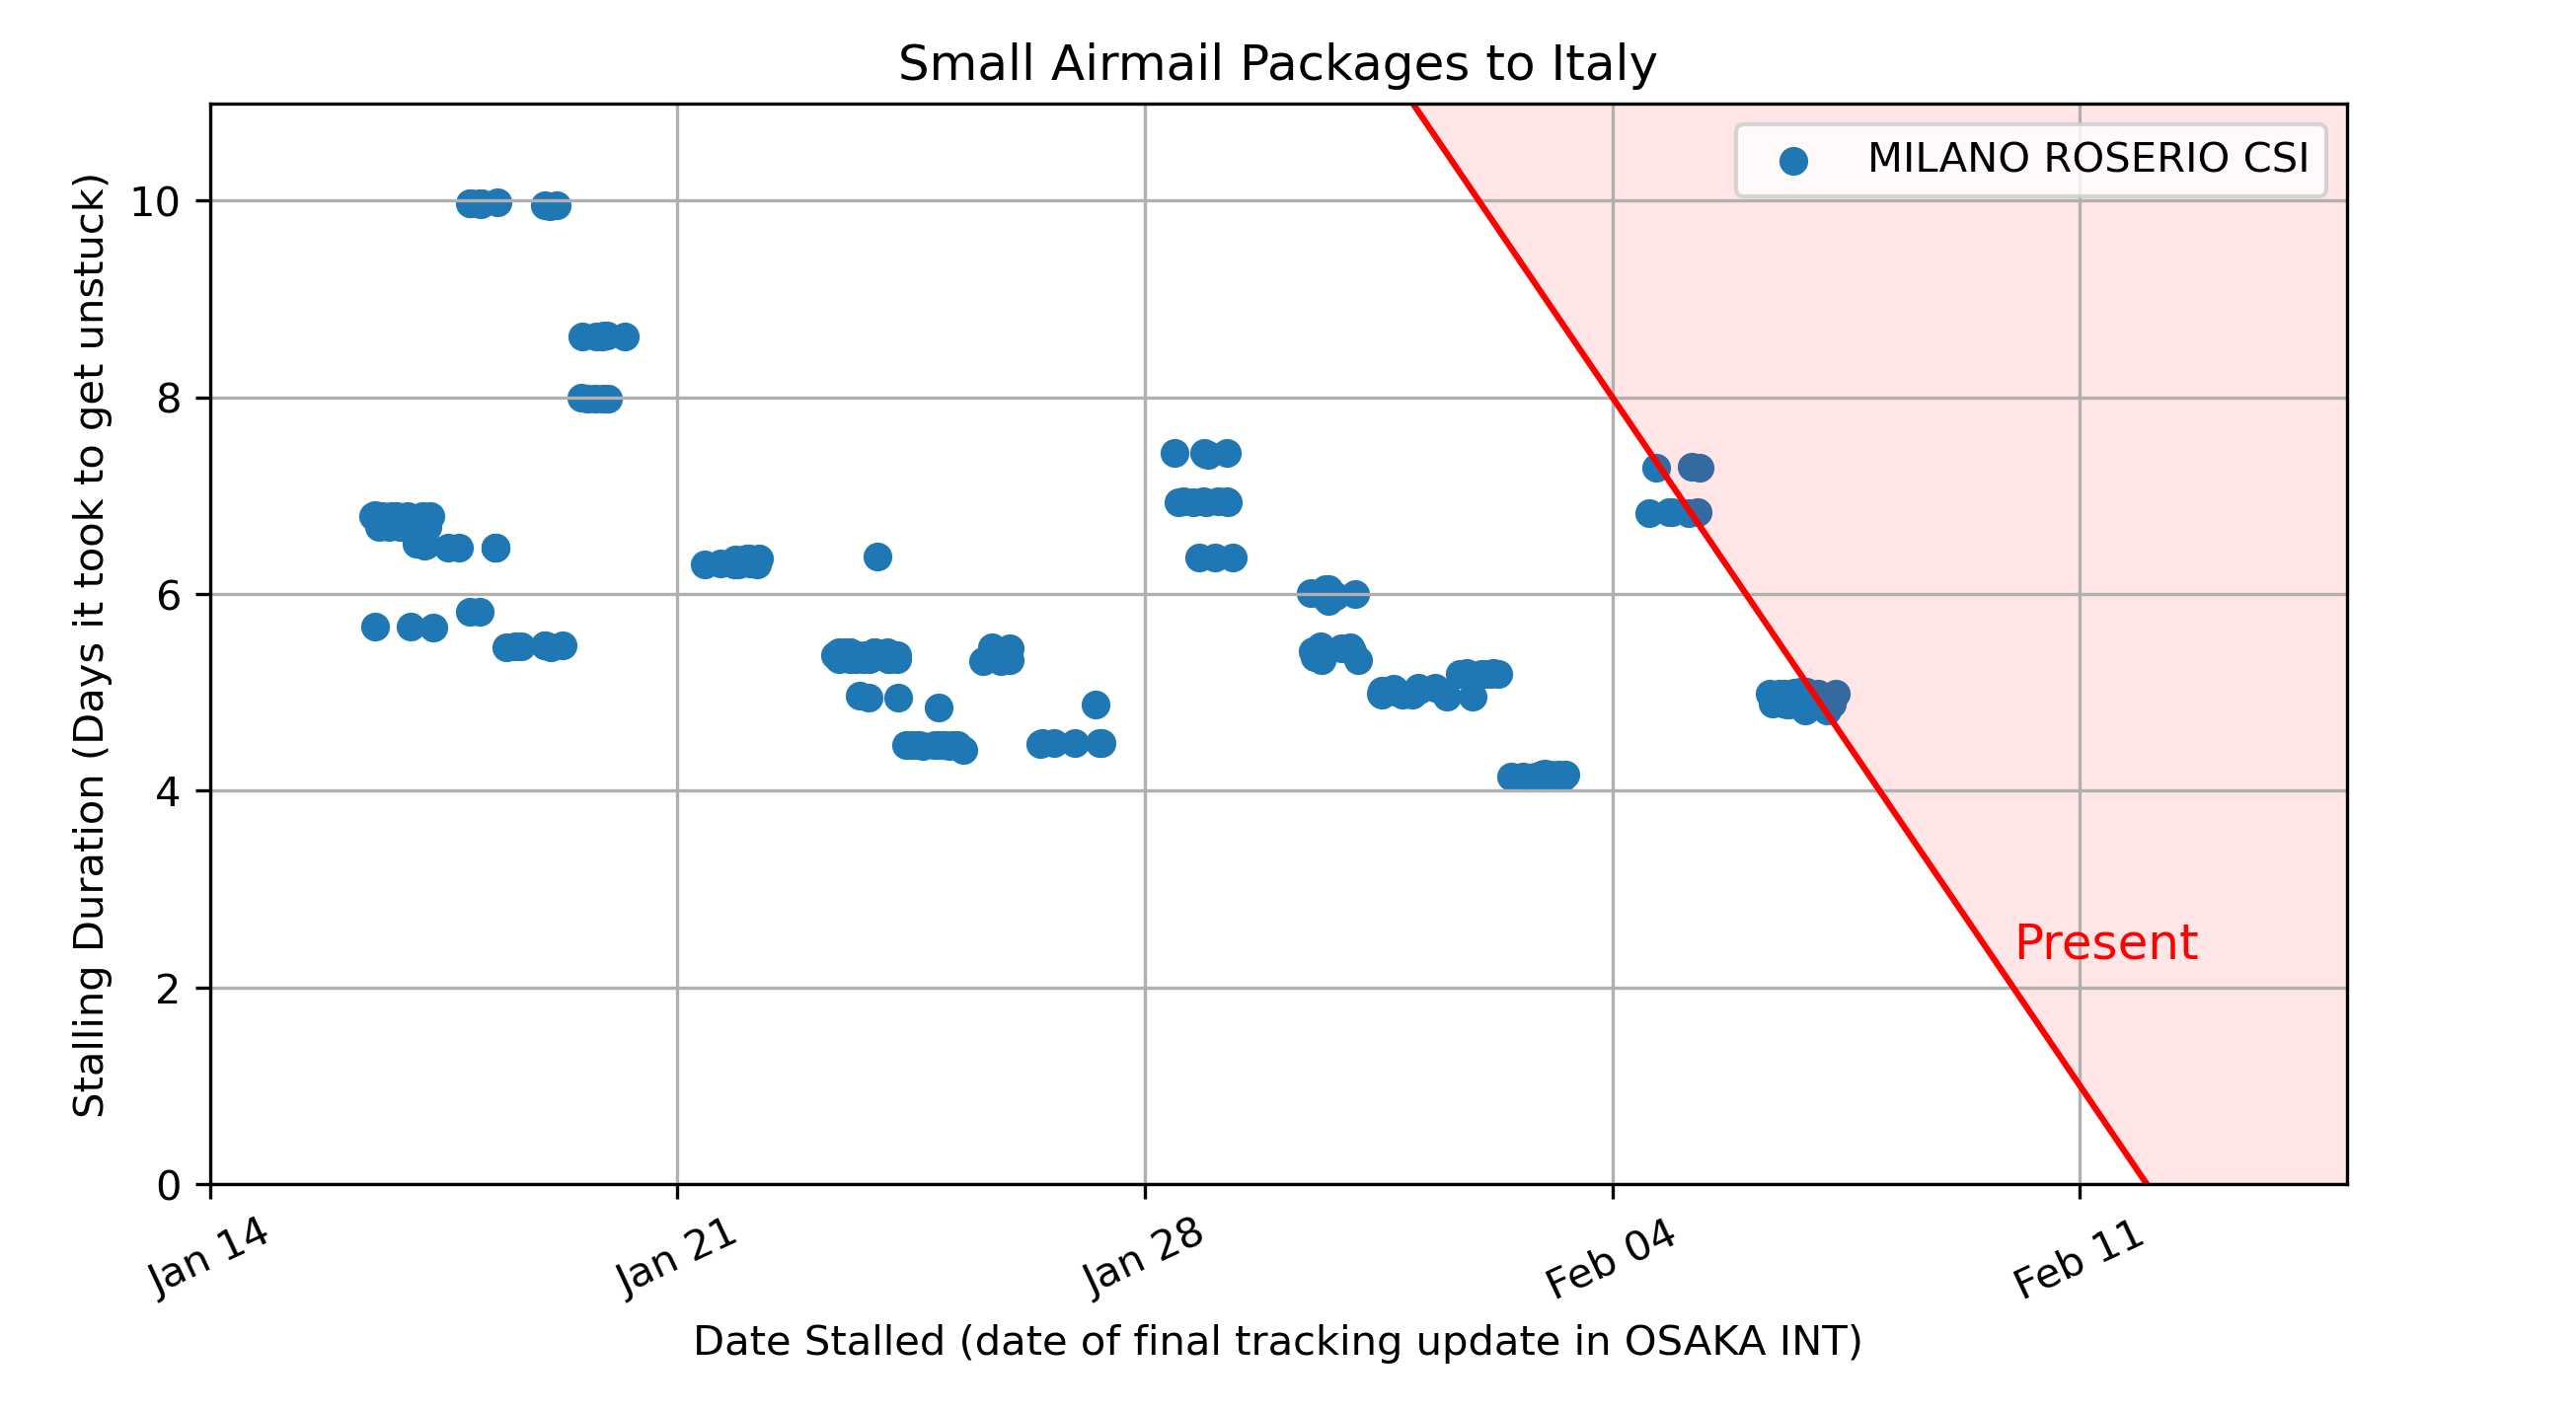 Small Airmail Packages to Italy
MILANO ROSERIO CSI
Stalling Duration (Days it took to get unstuck)
10
8
6
4
2
0
Present
Jan 14
Jan 21
Jan 28
Feb 04
Feb 11
Date Stalled (date of final tracking update in OSAKA INT)